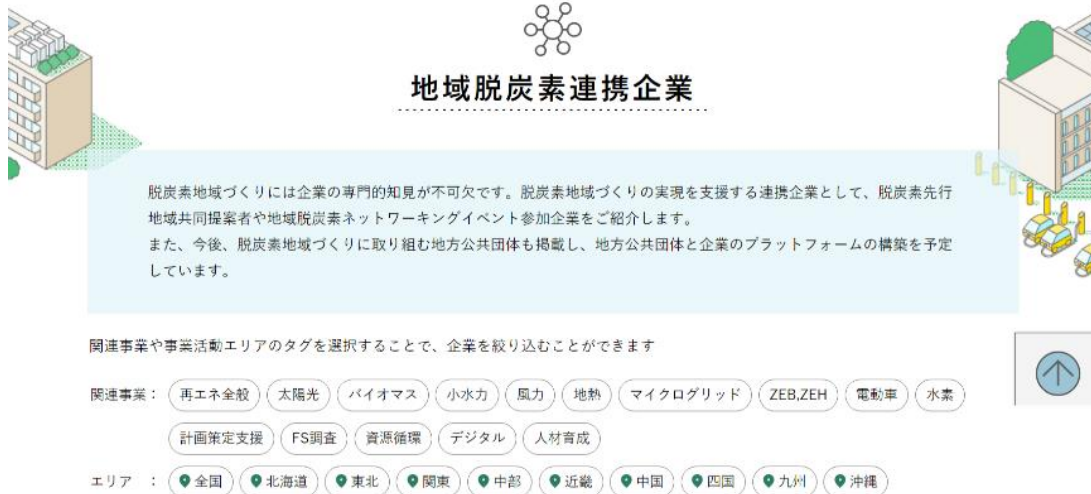 地域脱炭素連携企業
脱炭素地域づくりには企業の専門的知見が不可欠です。脱炭素地域づくりの実現を支援する連携企業として、脱炭素先行
地域共同提案者や地域脱炭素ネットワーキングイベント参加企業をご紹介します。
また、今後、脱炭素地域づくりに取り組む地方公共団体も掲載し、地方公共団体と企業のプラットフォームの構築を予定
しています。
関連事業や事業活動エリアのタグを選択することで、企業を絞り込むことができます
関連事業： 再エネ全般 太陽光 バイオマス 小水力 風力 地熱 マイクログリッド ZEB,ZEH 電動車 水素
計画策定支援 FS調査 資源循環 デジタル 人材育成
エリア ： 全国 北海道 東北 関東 中部 近畿 中国 四国 九州 沖縄